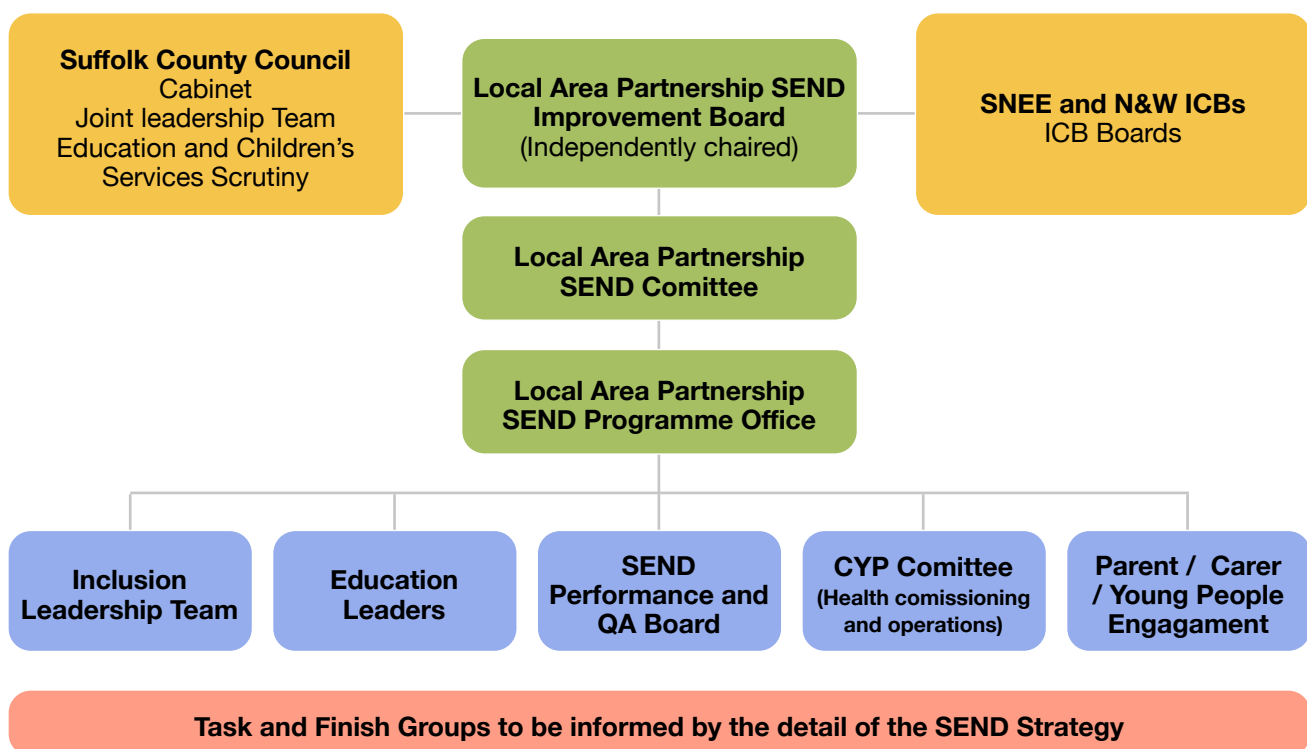 Suffolk County Council
Cabinet
Joint leadership Team
Education and Children’s
Services Scrutiny
Local Area Partnership SEND
Improvement Board
(Independently chaired)
SNEE and N&W ICBs
ICB Boards
Local Area Partnership
SEND Comittee
Local Area Partnership
SEND Programme Office
Inclusion
Leadership Team
Education
Leaders
SEND
Performance and
QA Board
CYP Comittee
(Health comissioning
and operations)
Parent / Carer
/ Young People
Engagament
Task and Finish Groups to be informed by the detail of the SEND Strategy